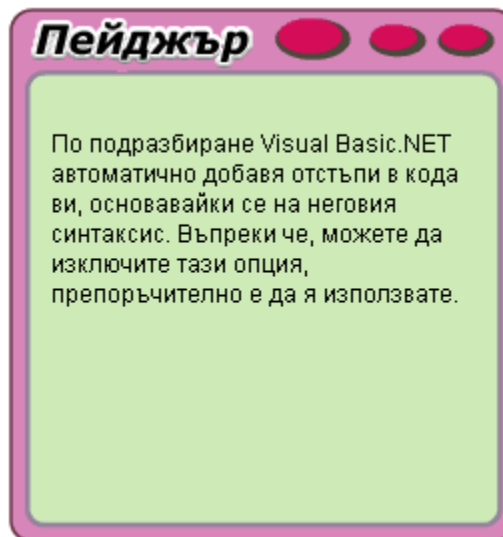 Пейджър
По подразбиране Visual Basic.NET
автоматично добавя отстъпи в кода
ви, основавайки се на неговия
синтаксис. Въпреки че, можете да
изключите тази опция,
препоръчително е да я използвате.